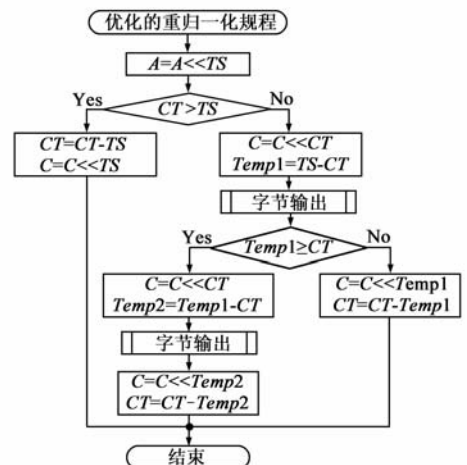 优化的重归一化规程
A=A<<TS
Yes
CT>TS
No
CT=CT-TS
C=C<<TS
C=C<<CT
Temp1=TS-CT
字节输出
Yes
Temp1≥CT
No
C=C<<CT
Temp2=Temp1-CT
C=C<<Temp1
CT=CT-Temp1
字节输出
C=C<<Temp2
CT=CT-Temp2
结束